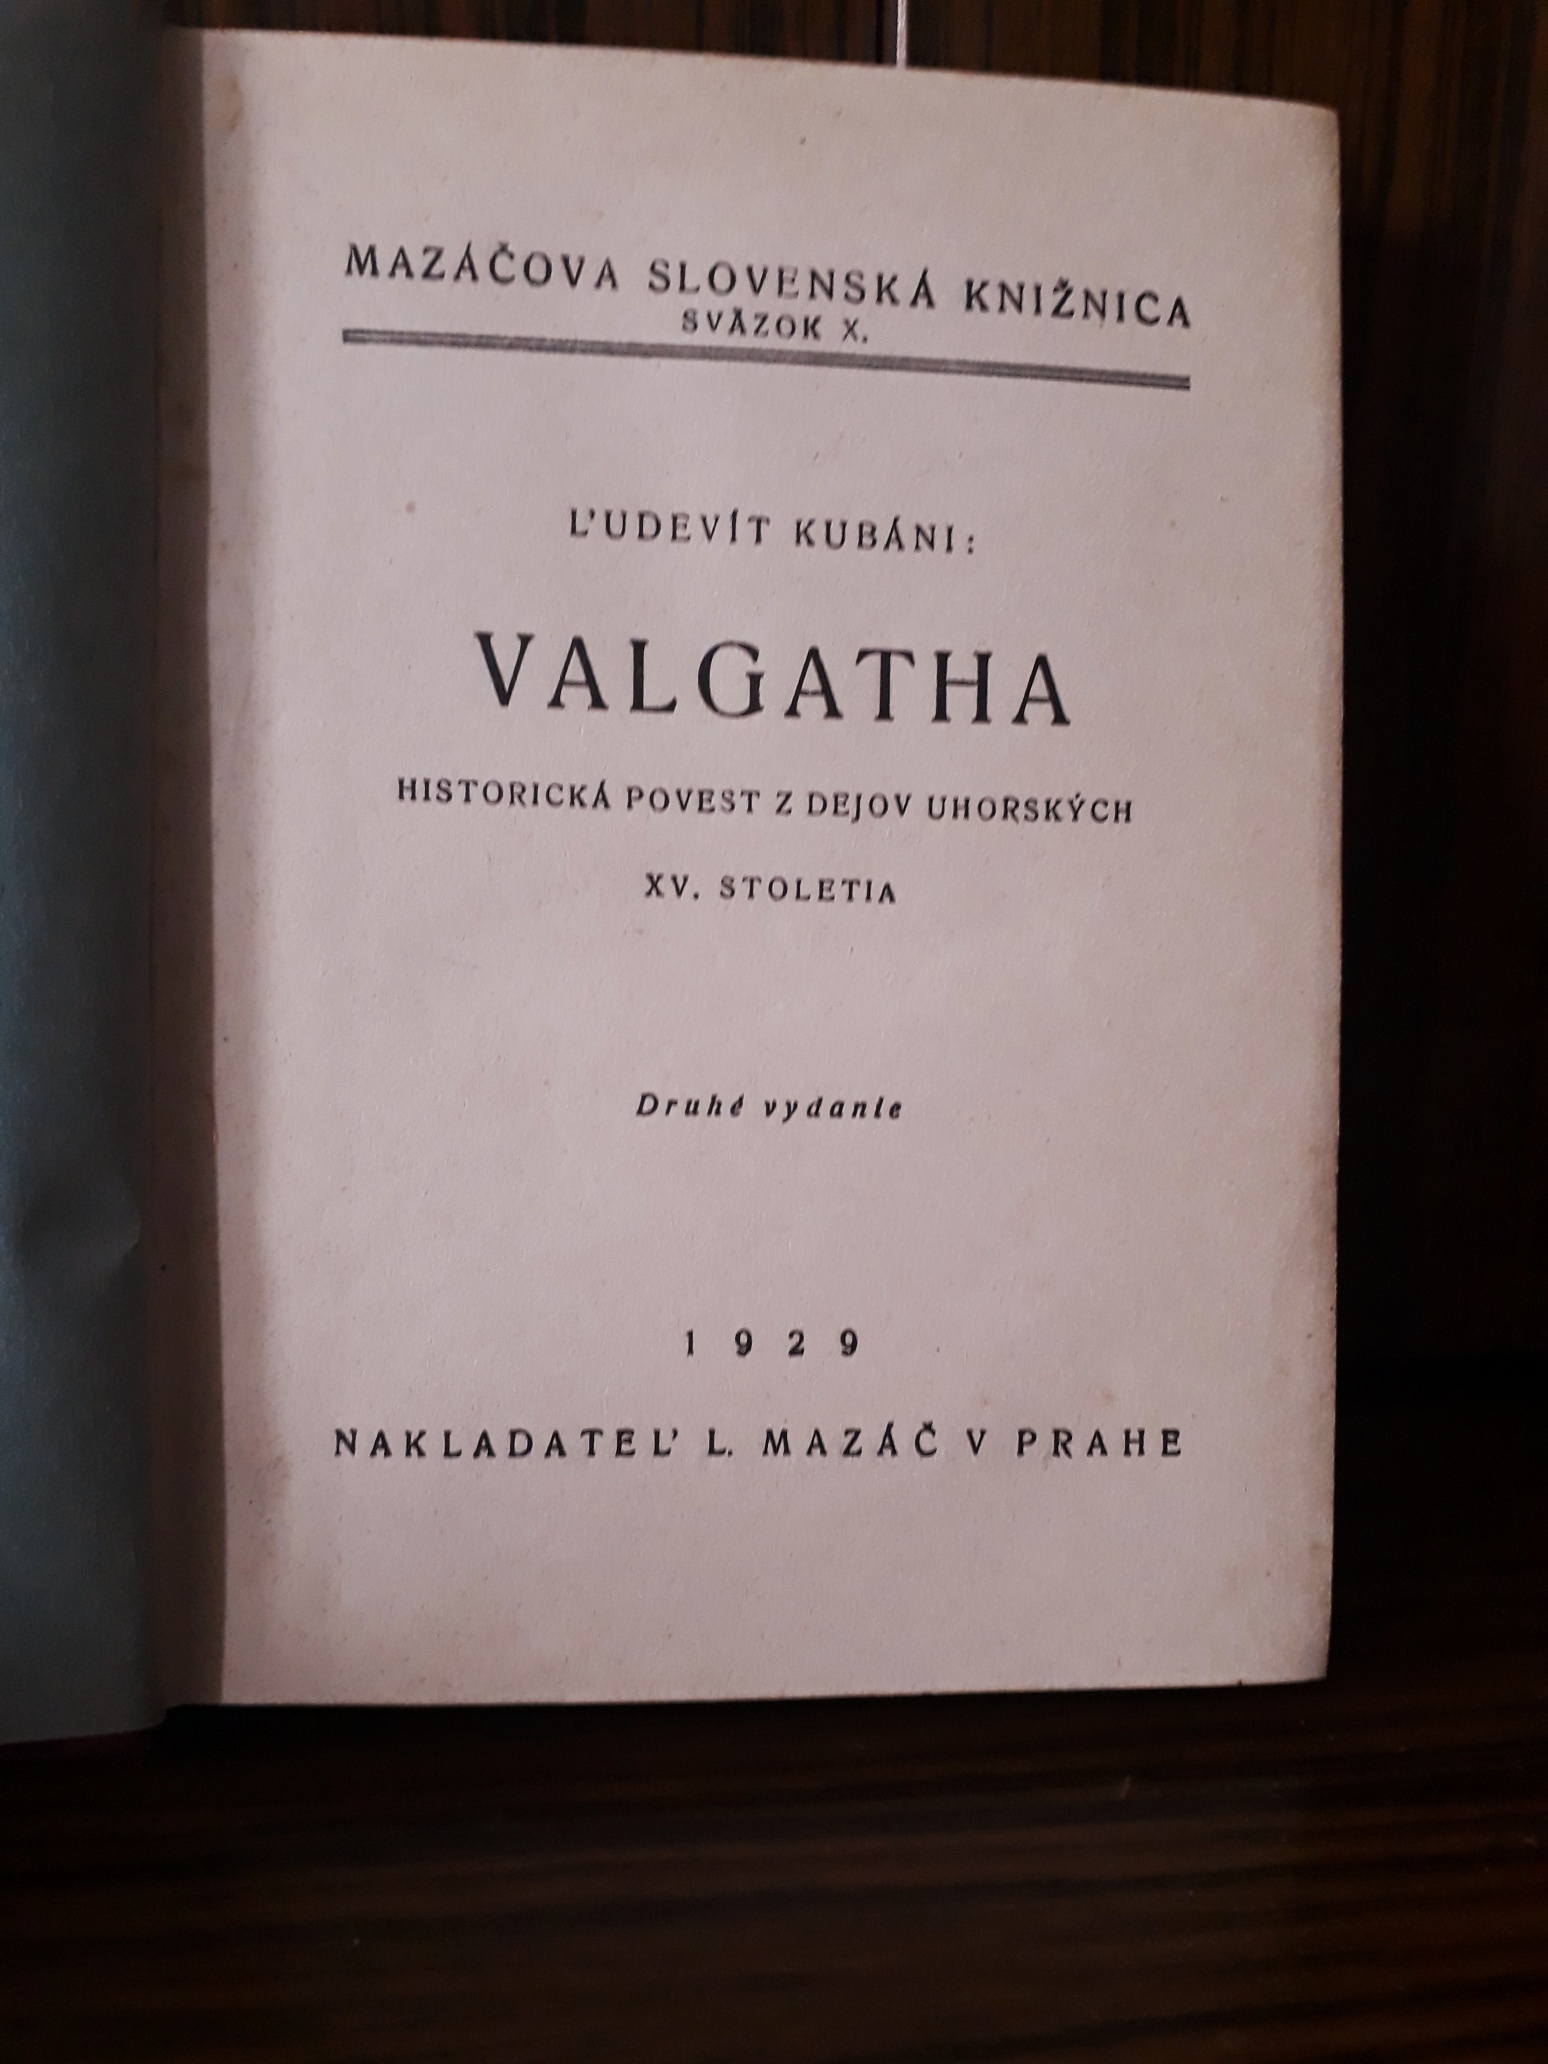 MAZÁČOVA SLOVENSKÁ KNIŽNICA
SVÄZOK X.
ĽUDEVÍT KUBÁNI:
VALGATHA
HISTORICKÁ POVEST Z DEJOV UHORSKÝCH
XV. STOLETIA
Druhé vydanie
1929
NAKLADATEĽ L. MAZÁČ V PRAHE